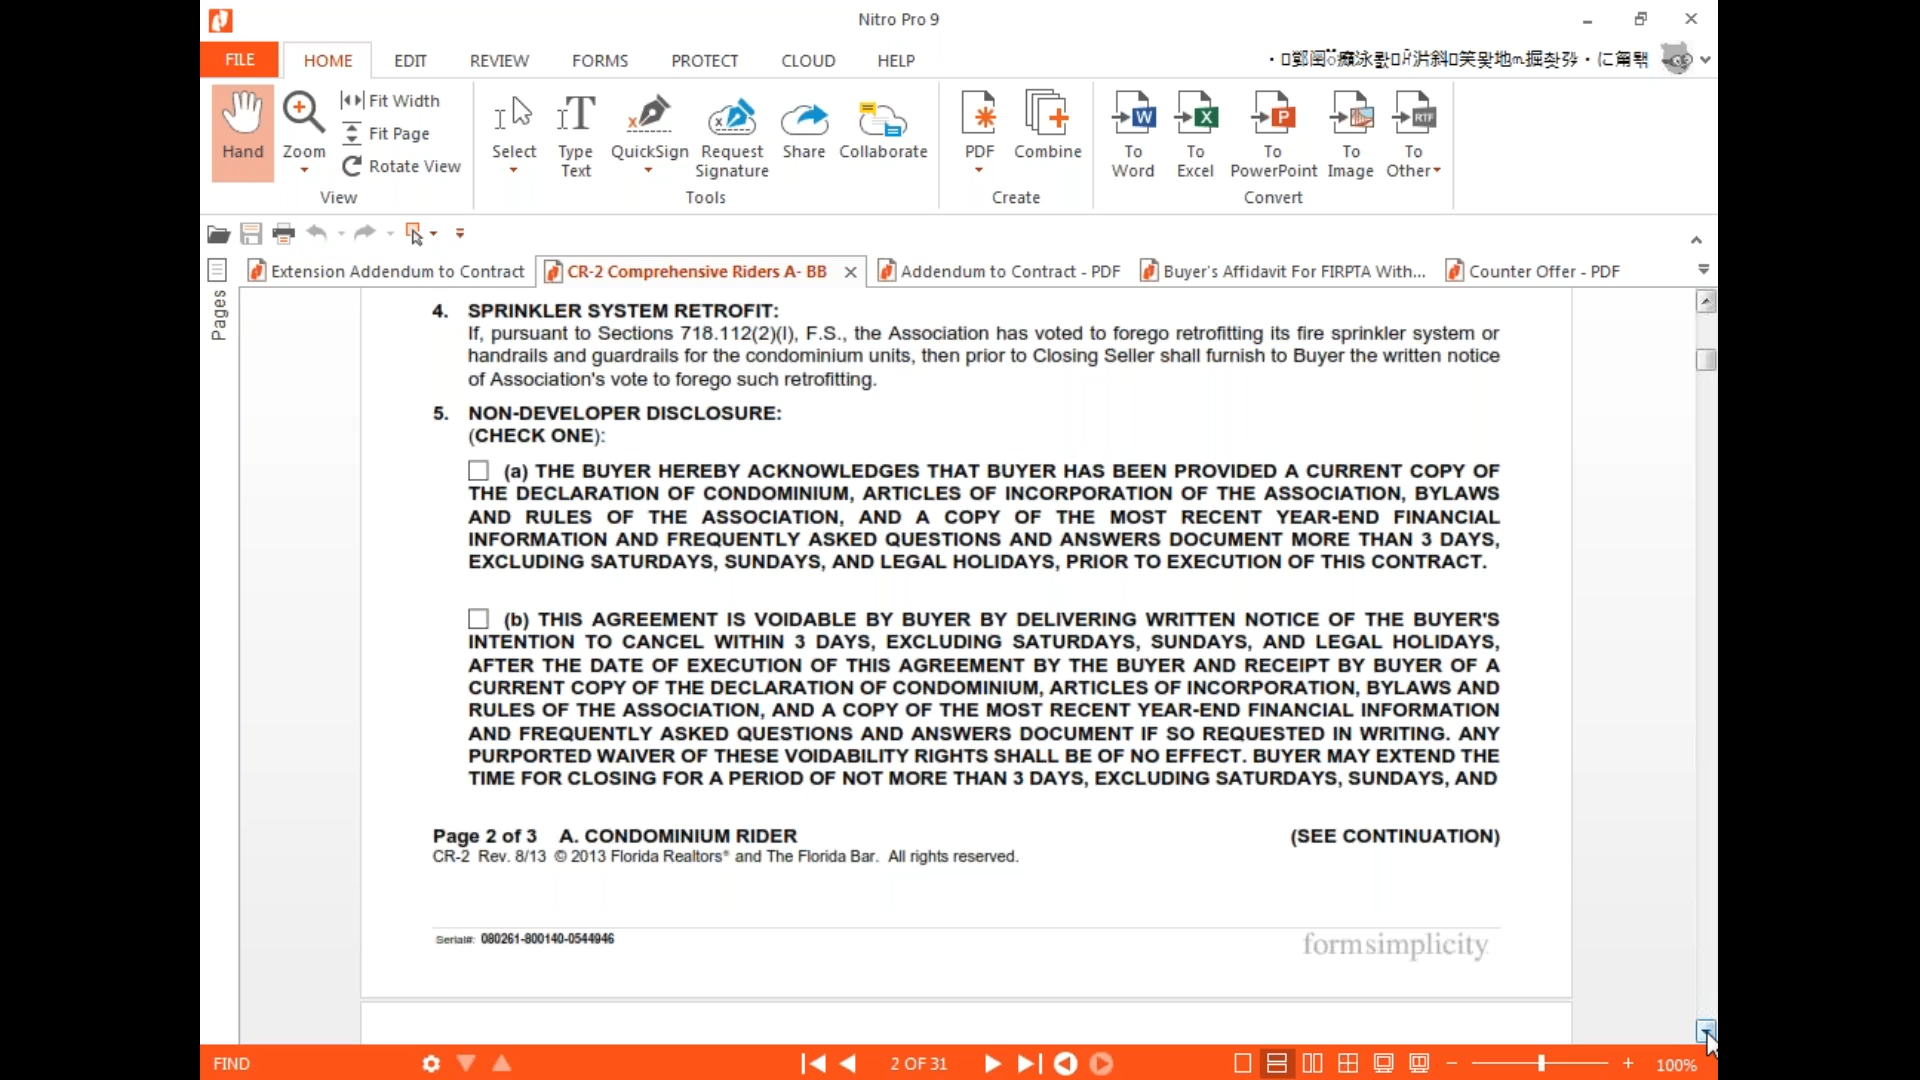 Nitro Pro 9
FILE HOME EDIT REVIEW FORMS PROTECT CLOUD HELP
Hand
Zoom
Fit Width
Fit Page
Rotate View
View
Select
Type Text
QuickSign
Request Signature
Share
Collaborate
Tools
PDF
Combine
Create
To Word
To Excel
To PowerPoint
To Image
To Other
Convert
Extension Addendum to Contract
CR-2 Comprehensive Riders A- BB
Addendum to Contract - PDF
Buyer's Affidavit For FIRPTA With...
Counter Offer - PDF
Pages
4. SPRINKLER SYSTEM RETROFIT:
If, pursuant to Sections 718.112(2)(l), F.S., the Association has voted to forego retrofitting its fire sprinkler system or
handrails and guardrails for the condominium units, then prior to Closing Seller shall furnish to Buyer the written notice
of Association's vote to forego such retrofitting.
5. NON-DEVELOPER DISCLOSURE:
(CHECK ONE):
(a) THE BUYER HEREBY ACKNOWLEDGES THAT BUYER HAS BEEN PROVIDED A CURRENT COPY OF
THE DECLARATION OF CONDOMINIUM, ARTICLES OF INCORPORATION OF THE ASSOCIATION, BYLAWS
AND RULES OF THE ASSOCIATION, AND A COPY OF THE MOST RECENT YEAR-END FINANCIAL
INFORMATION AND FREQUENTLY ASKED QUESTIONS AND ANSWERS DOCUMENT MORE THAN 3 DAYS,
EXCLUDING SATURDAYS, SUNDAYS, AND LEGAL HOLIDAYS, PRIOR TO EXECUTION OF THIS CONTRACT.
(b) THIS AGREEMENT IS VOIDABLE BY BUYER BY DELIVERING WRITTEN NOTICE OF THE BUYER'S
INTENTION TO CANCEL WITHIN 3 DAYS, EXCLUDING SATURDAYS, SUNDAYS, AND LEGAL HOLIDAYS,
AFTER THE DATE OF EXECUTION OF THIS AGREEMENT BY THE BUYER AND RECEIPT BY BUYER OF A
CURRENT COPY OF THE DECLARATION OF CONDOMINIUM, ARTICLES OF INCORPORATION, BYLAWS AND
RULES OF THE ASSOCIATION, AND A COPY OF THE MOST RECENT YEAR-END FINANCIAL INFORMATION
AND FREQUENTLY ASKED QUESTIONS AND ANSWERS DOCUMENT IF SO REQUESTED IN WRITING. ANY
PURPORTED WAIVER OF THESE VOIDABILITY RIGHTS SHALL BE OF NO EFFECT. BUYER MAY EXTEND THE
TIME FOR CLOSING FOR A PERIOD OF NOT MORE THAN 3 DAYS, EXCLUDING SATURDAYS, SUNDAYS, AND
Page 2 of 3 A. CONDOMINIUM RIDER (SEE CONTINUATION)
CR-2 Rev. 8/13 © 2013 Florida Realtors® and The Florida Bar. All rights reserved.
Serial#: 080261-800140-0544946
formsimplicity
FIND
2 OF 31
100%